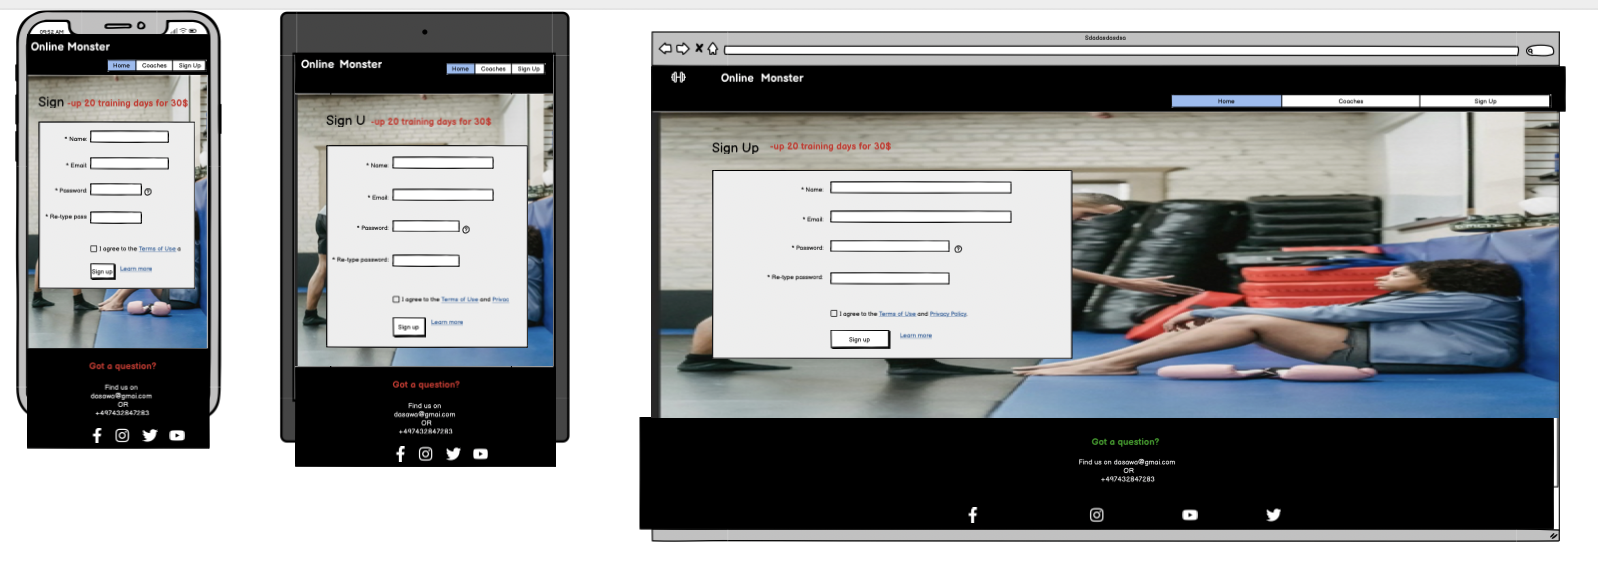 09:52 AM
Online Monster
Home
Coaches
Sign Up
Sign -up 20 training days for 30$
* Name:
* Email:
* Password:
?
* Re-type pass
I agree to the Terms of Use a
Sign up
Learn more
Got a question?
Find us on
dasawa@gmai.com
OR
+497432847283
Online Monster
Home
Coaches
Sign Up
Sign U -up 20 training days for 30$
* Name:
* Email:
* Password:
?
* Re-type password:
I agree to the Terms of Use and Privac
Sign up
Learn more
Got a question?
Find us on
dasawa@gmai.com
OR
+497432847283
Sdadasdasdsa
Online Monster
Home
Coaches
Sign Up
Sign Up -up 20 training days for 30$
* Name:
* Email:
* Password:
?
* Re-type password:
I agree to the Terms of Use and Privacy Policy.
Sign up
Learn more
Got a question?
Find us on dasawa@gmai.com
OR
+497432847283